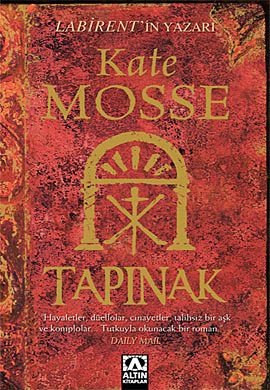 LABİRENT'İN YAZARI
Kate
MOSSE
TAPINAK
Hayaletler, düellolar, cinayetler, talihsiz bir aşk
ve komplolar... Tutkuyla okunacak bir roman.
DAILY MAIL
ALTIN
KİTAPLAR